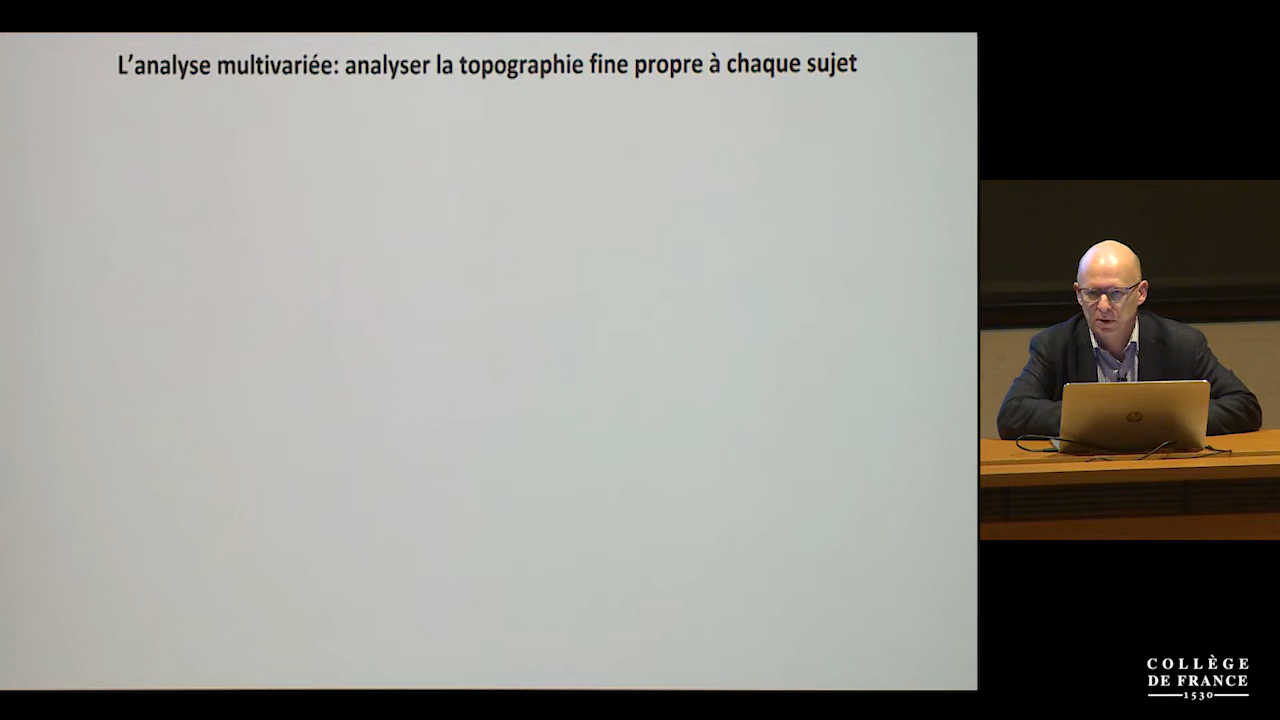 L'analyse multivariée: analyser la topographie fine propre à chaque sujet
COLLÈGE
DE FRANCE
1530